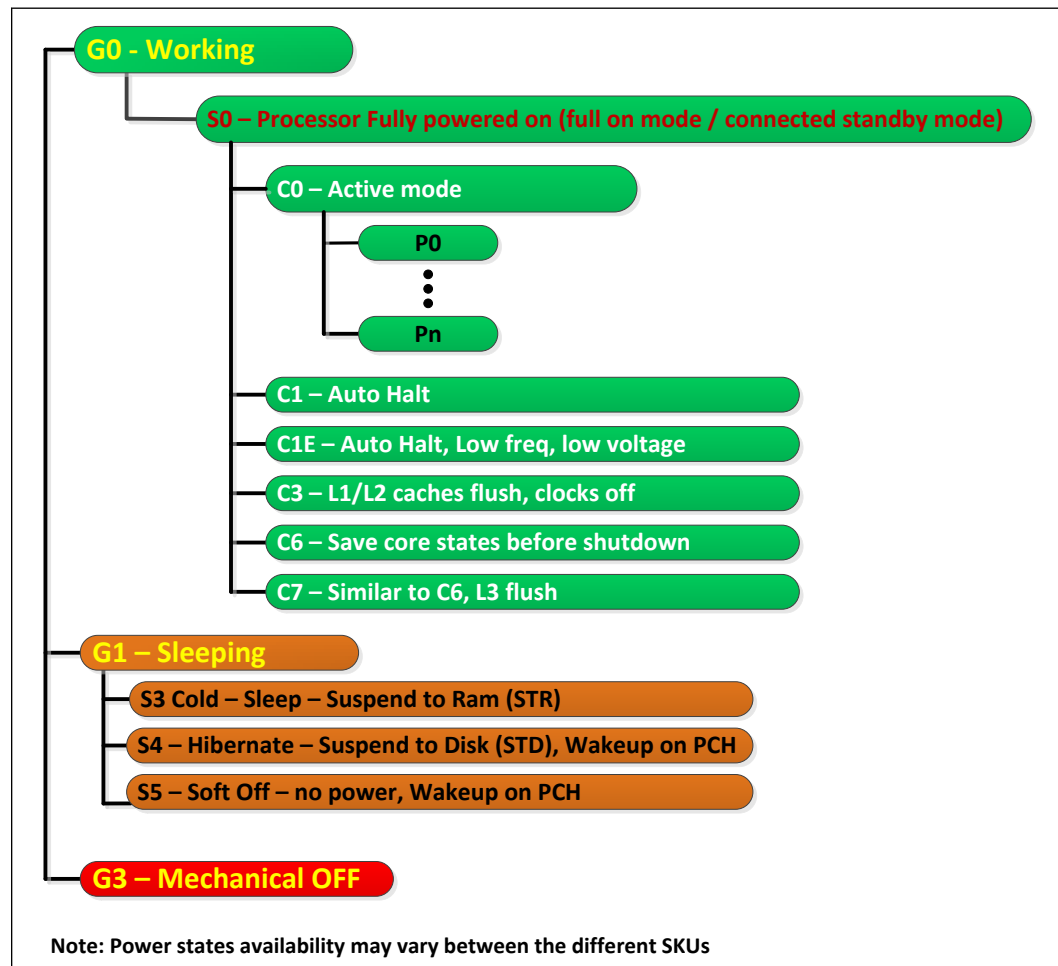 G0 - Working
S0 – Processor Fully powered on (full on mode / connected standby mode)
C0 – Active mode
P0
Pn
C1 – Auto Halt
C1E – Auto Halt, Low freq, low voltage
C3 – L1/L2 caches flush, clocks off
C6 – Save core states before shutdown
C7 – Similar to C6, L3 flush
G1 – Sleeping
S3 Cold – Sleep – Suspend to Ram (STR)
S4 – Hibernate – Suspend to Disk (STD), Wakeup on PCH
S5 – Soft Off – no power, Wakeup on PCH
G3 – Mechanical OFF
Note: Power states availability may vary between the different SKUs